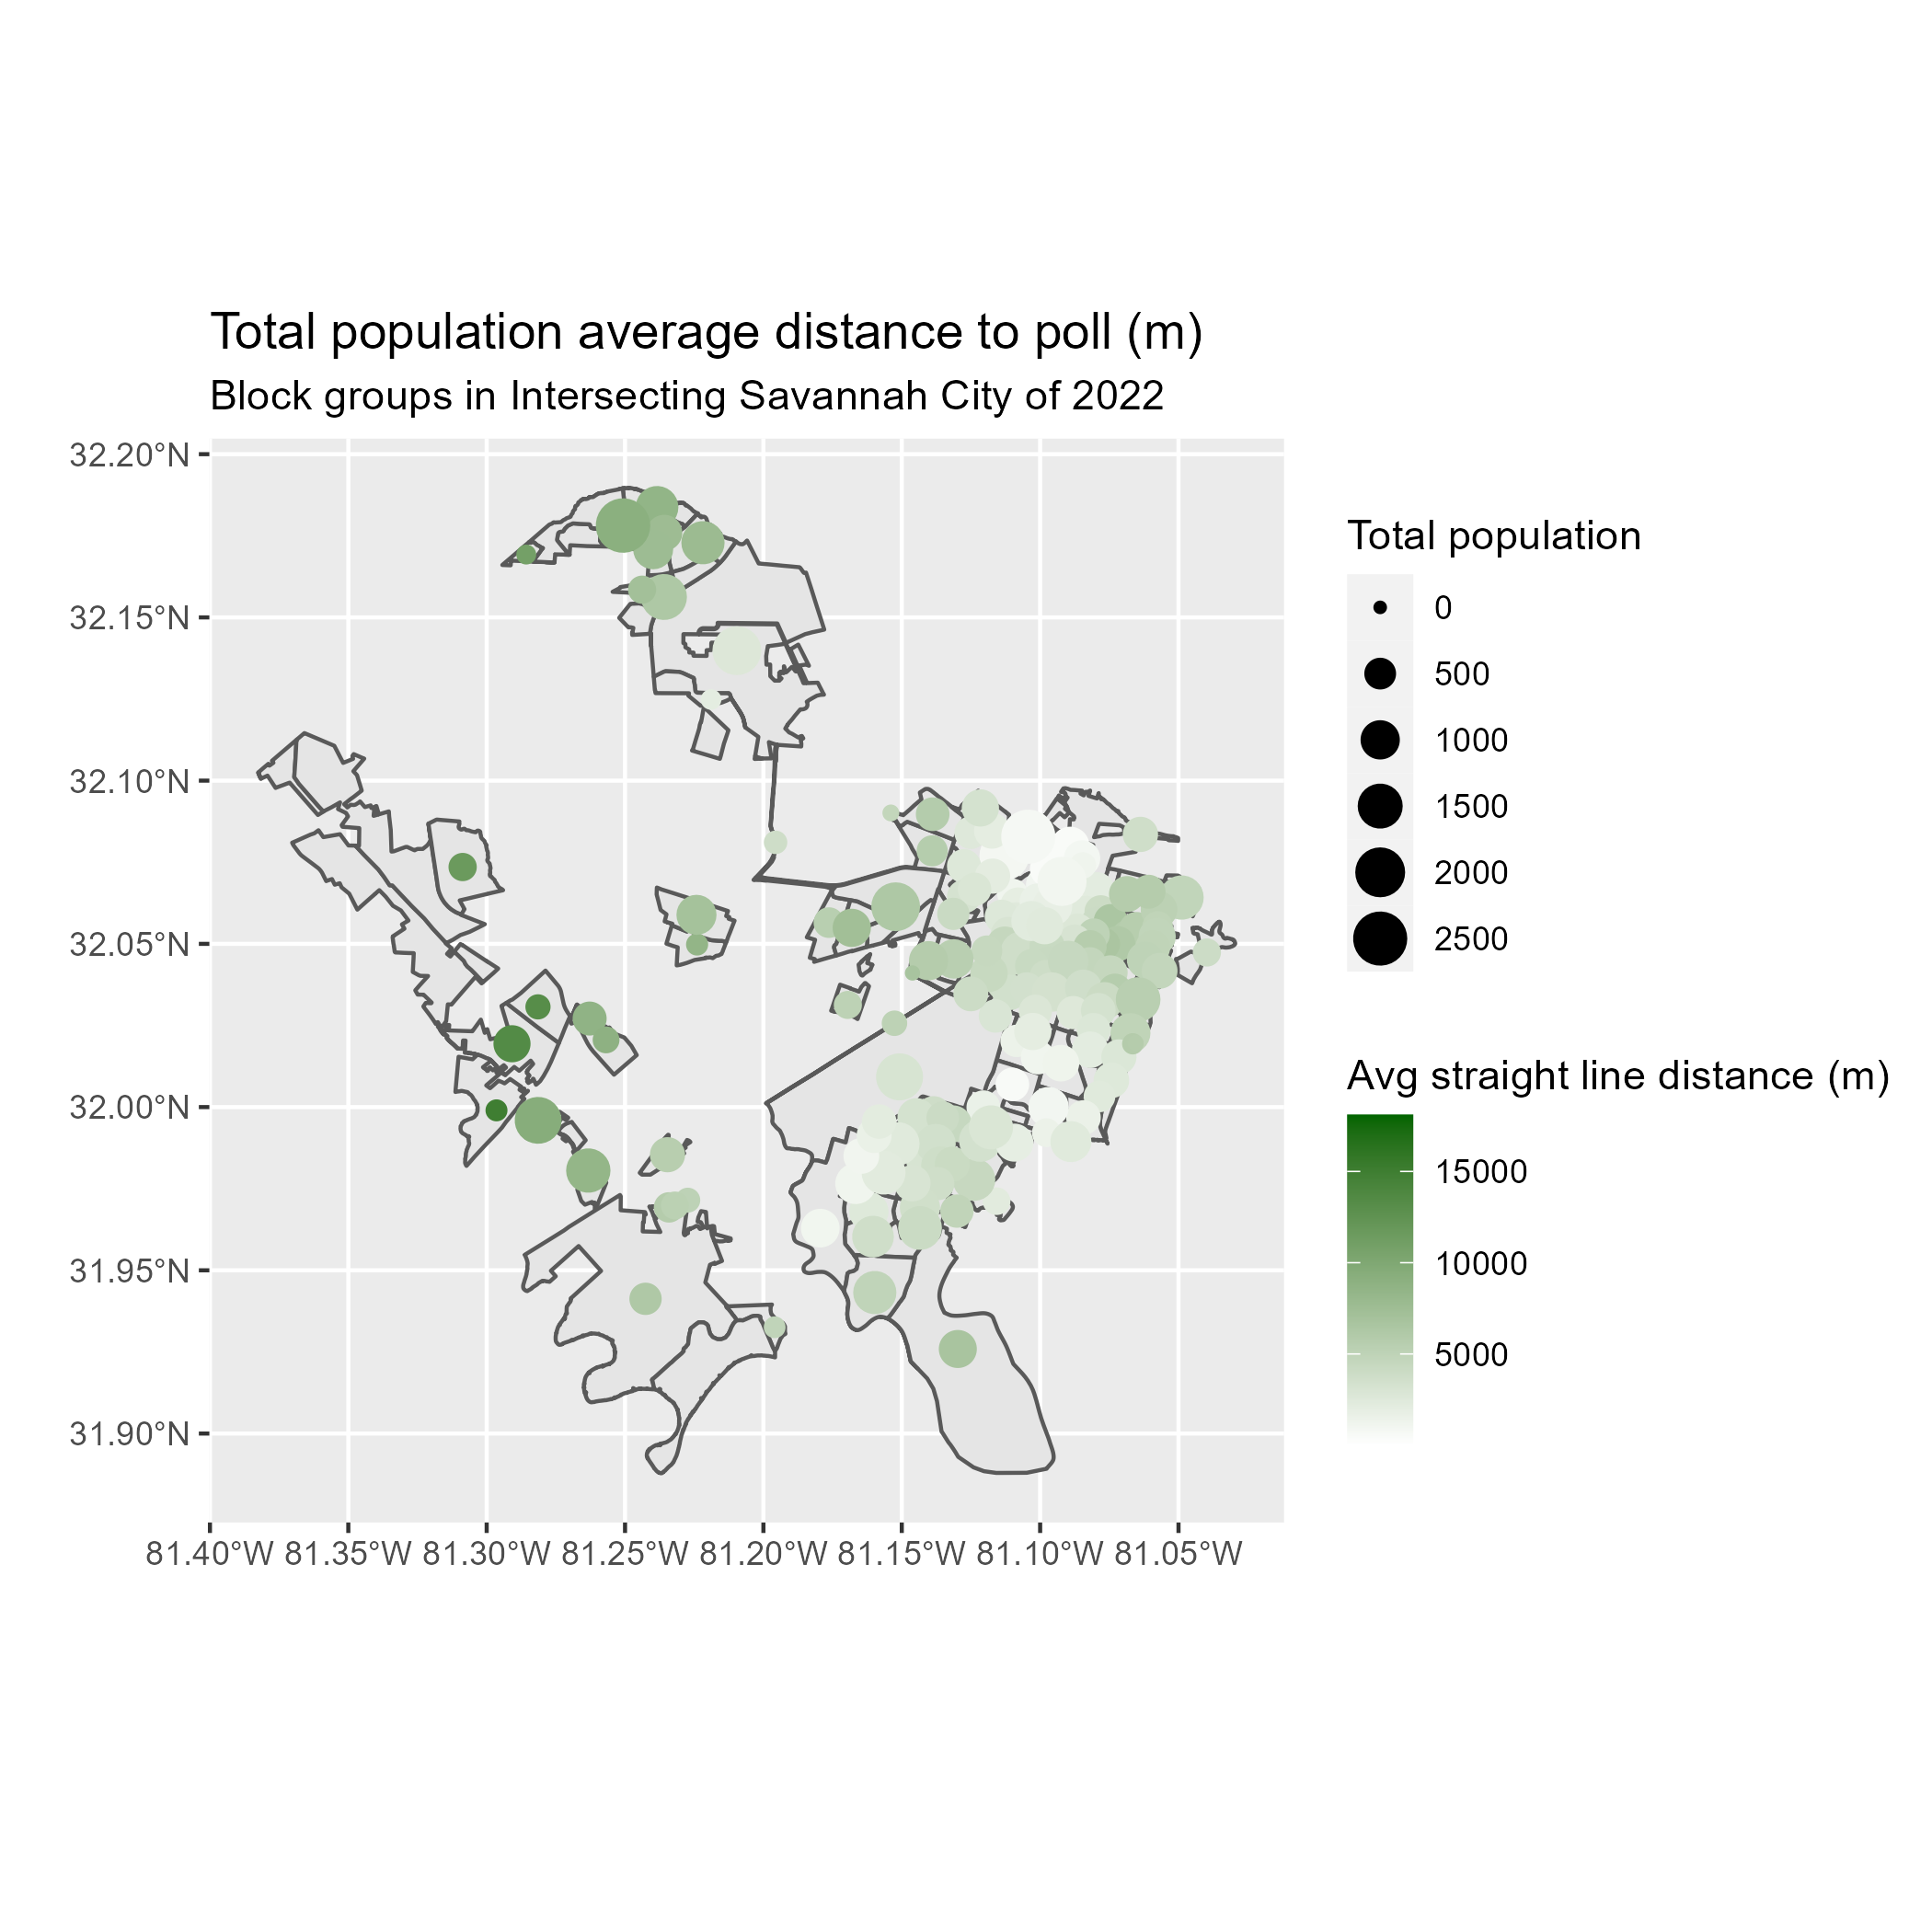 Total population average distance to poll (m)
Block groups in Intersecting Savannah City of 2022
32.20°N
32.15°N
32.10°N
32.05°N
32.00°N
31.95°N
31.90°N
81.40°W 81.35°W 81.30°W 81.25°W 81.20°W 81.15°W 81.10°W 81.05°W
Total population
0
500
1000
1500
2000
2500
Avg straight line distance (m)
15000
10000
5000